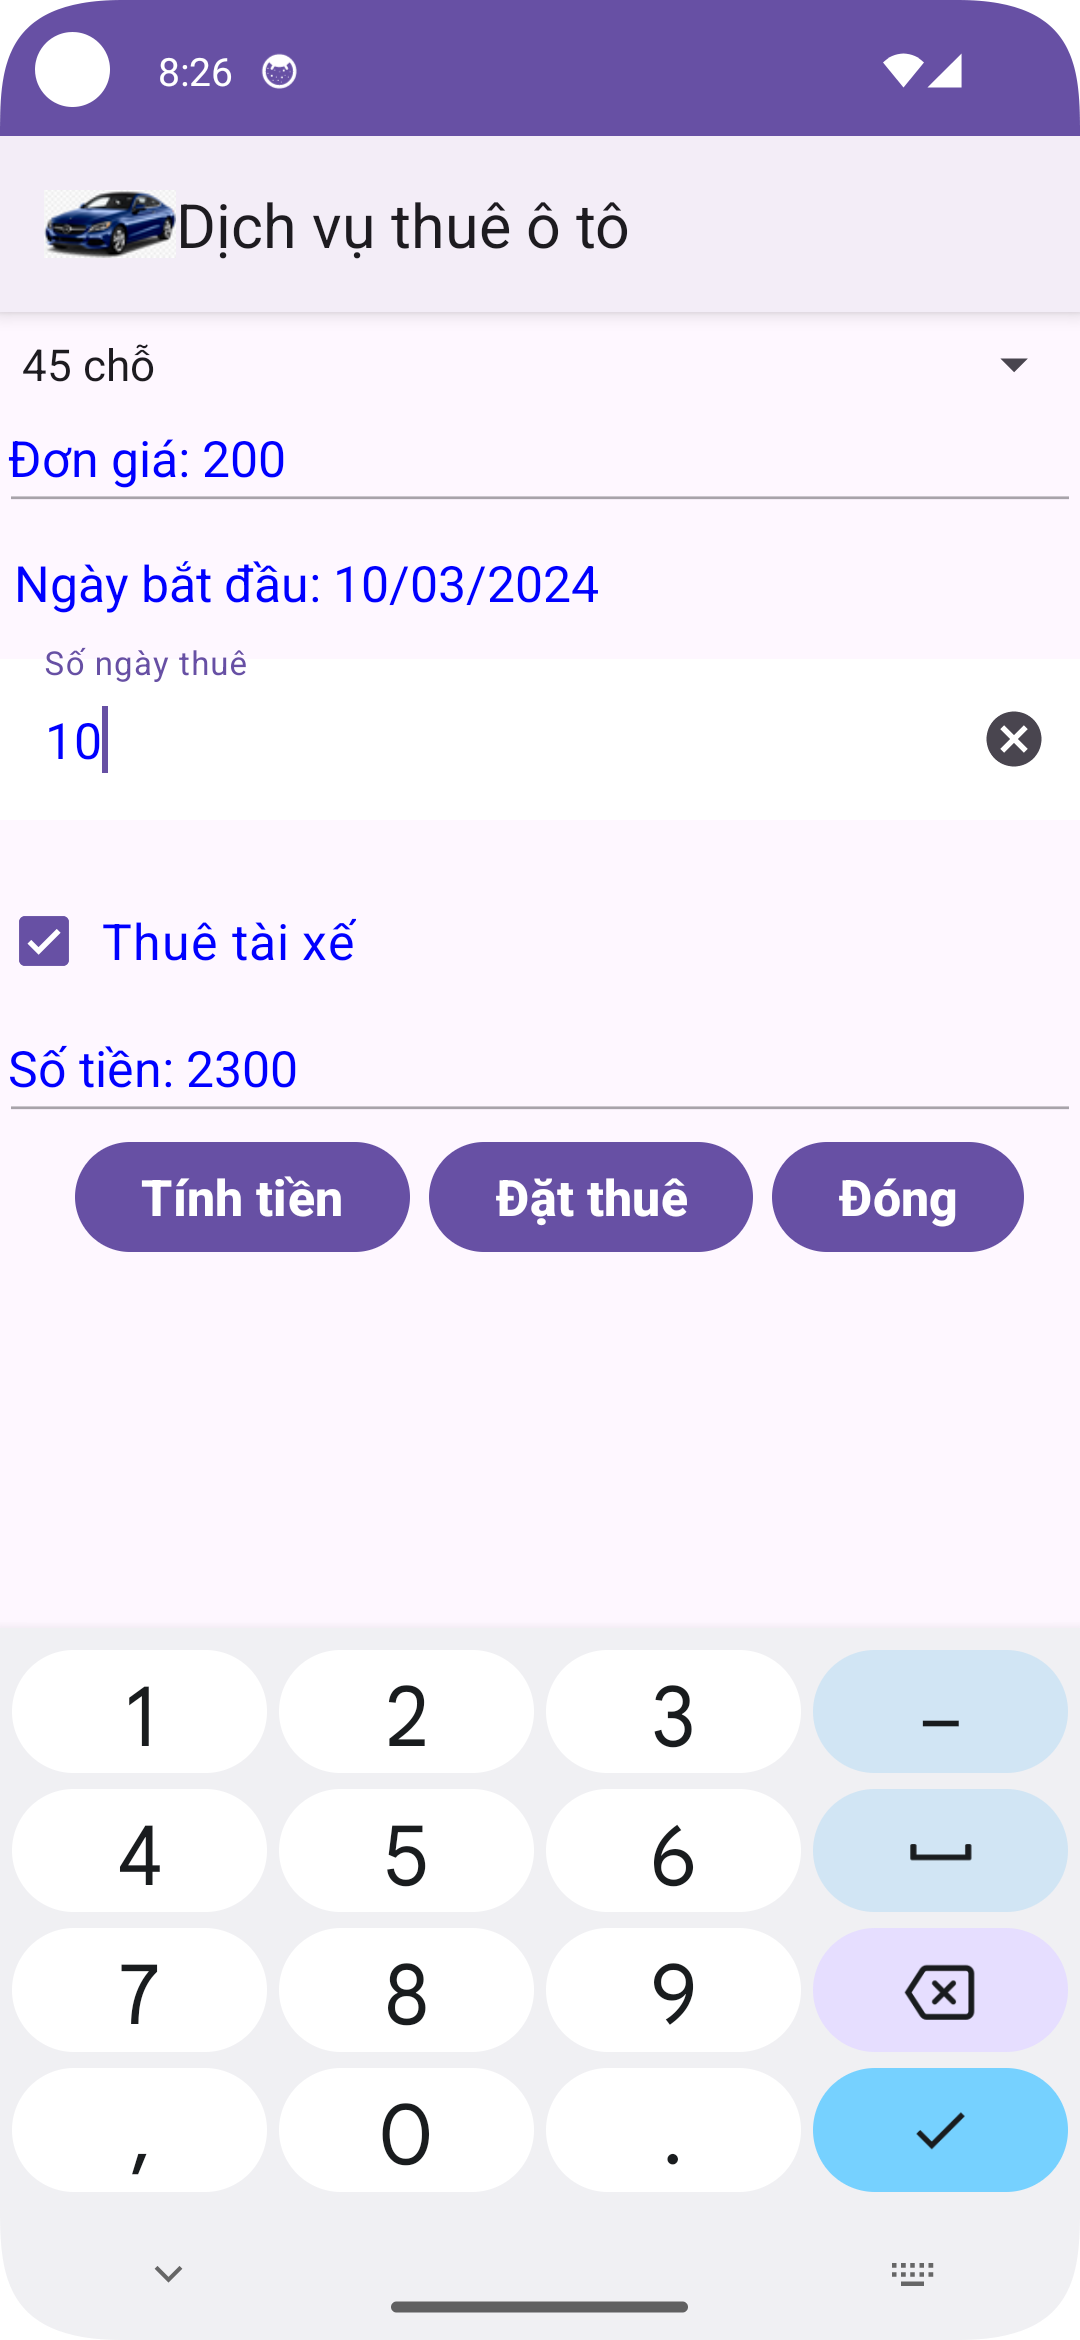 8:26
Dịch vụ thuê ô tô
45 chỗ
Đơn giá: 200
Ngày bắt đầu: 10/03/2024
Số ngày thuê
10
Thuê tài xế
Số tiền: 2300
Tính tiền Đặt thuê Đóng
1 2 3 –
4 5 6
7 8 9
, 0 .